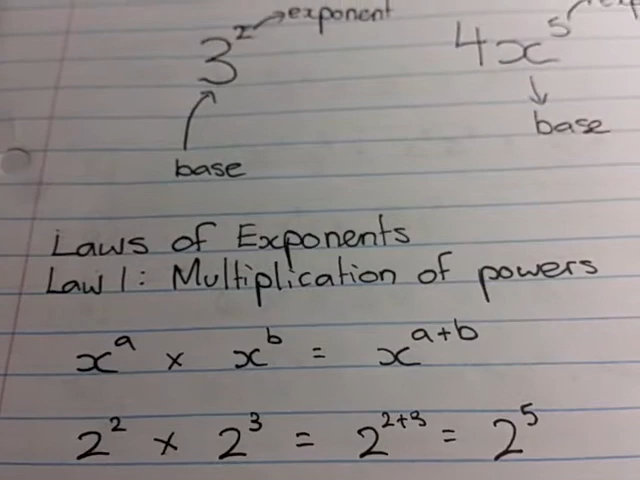 3² → exponent 4x⁵
base base
Laws of Exponents
Law 1: Multiplication of powers
xᵃ × xᵇ = xᵃ⁺ᵇ
2² × 2³ = 2²⁺³ = 2⁵